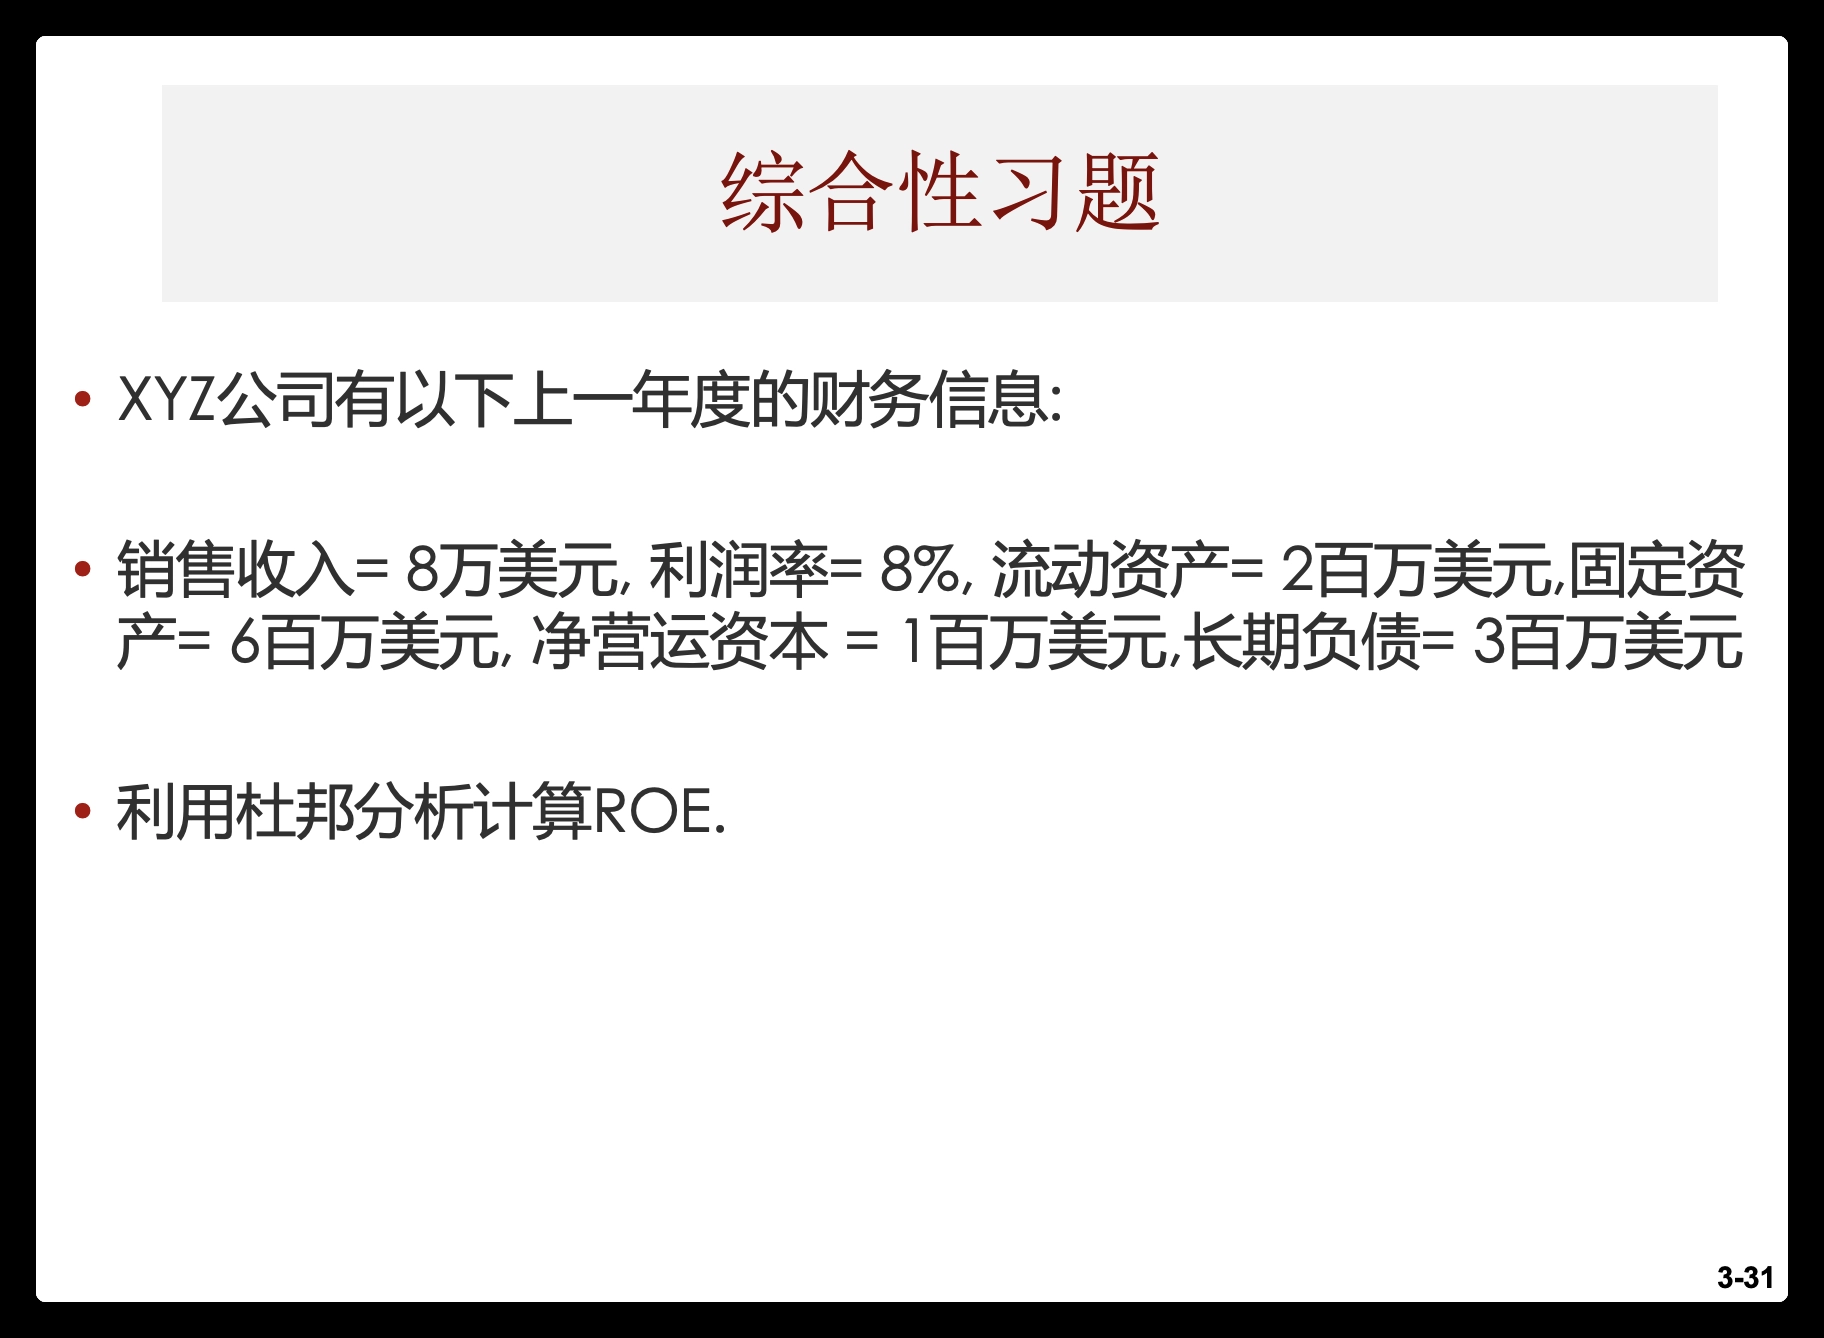 综合性习题
• XYZ公司有以下上一年度的财务信息:
• 销售收入= 8万美元, 利润率= 8%, 流动资产= 2百万美元,固定资
产= 6百万美元, 净营运资本 = 1百万美元,长期负债= 3百万美元
• 利用杜邦分析计算ROE.
3-31